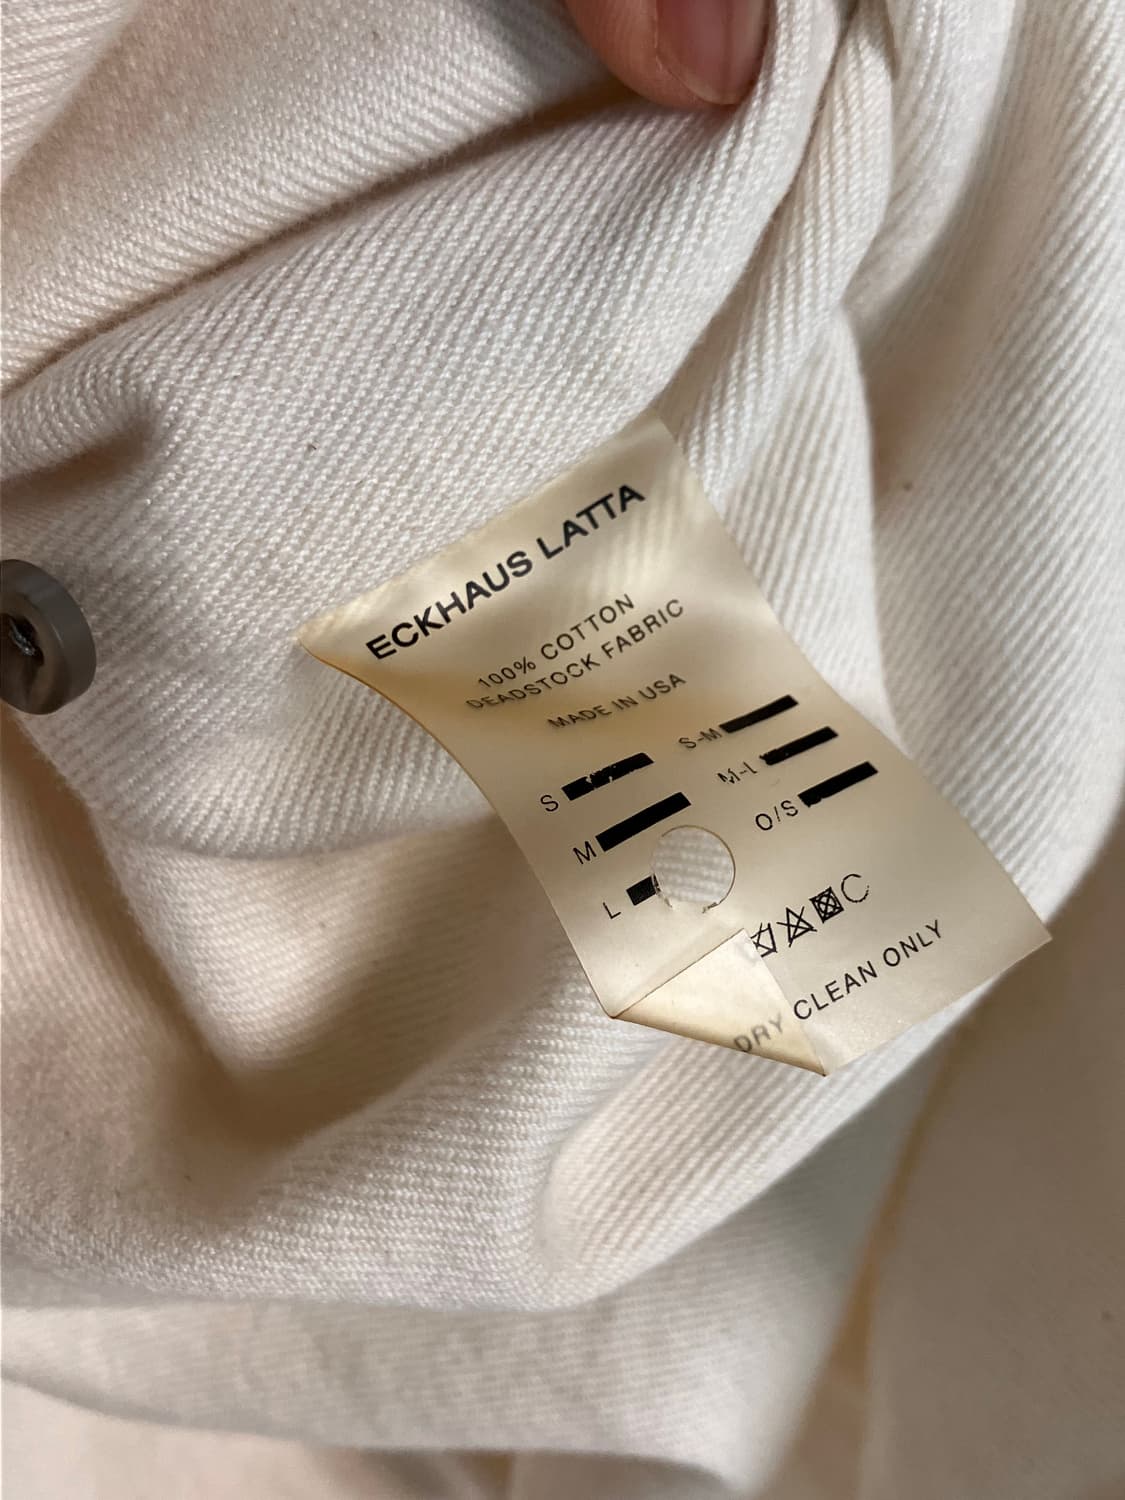 ECKHAUS LATTA
100% COTTON
DEADSTOCK FABRIC
MADE IN USA
S S-M
M M-L
L O/S
DRY CLEAN ONLY